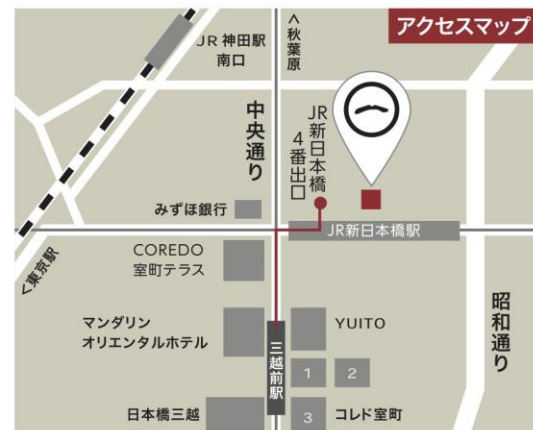 アクセスマップ
<秋葉原
JR 神田駅
南口
中央通り
JR新日本橋
4番出口
みずほ銀行
JR新日本橋駅
<東京駅
COREDO
室町テラス
昭和通り
マンダリン
オリエンタルホテル
三越前駅
YUITO
1
2
日本橋三越
3
コレド室町